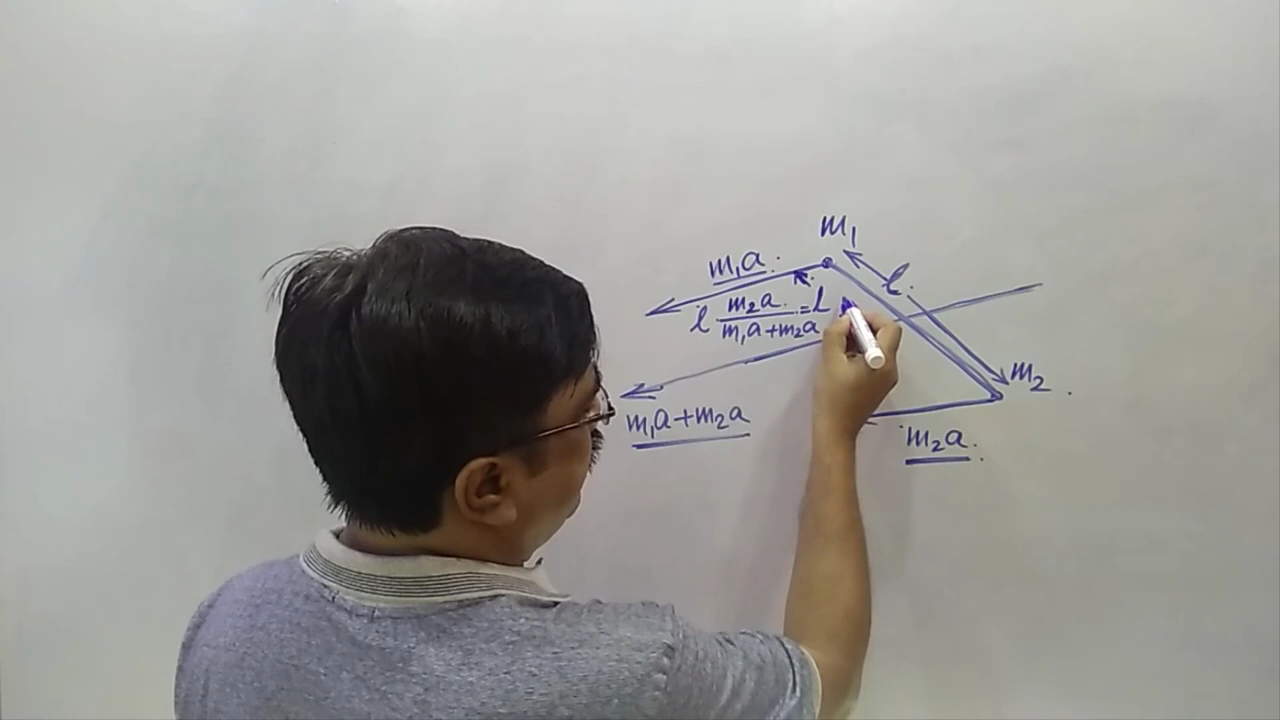 m₁
m₁a.
l.
l m₂a. / m₁a+m₂a = l
m₂.
m₁a+m₂a
m₂a.